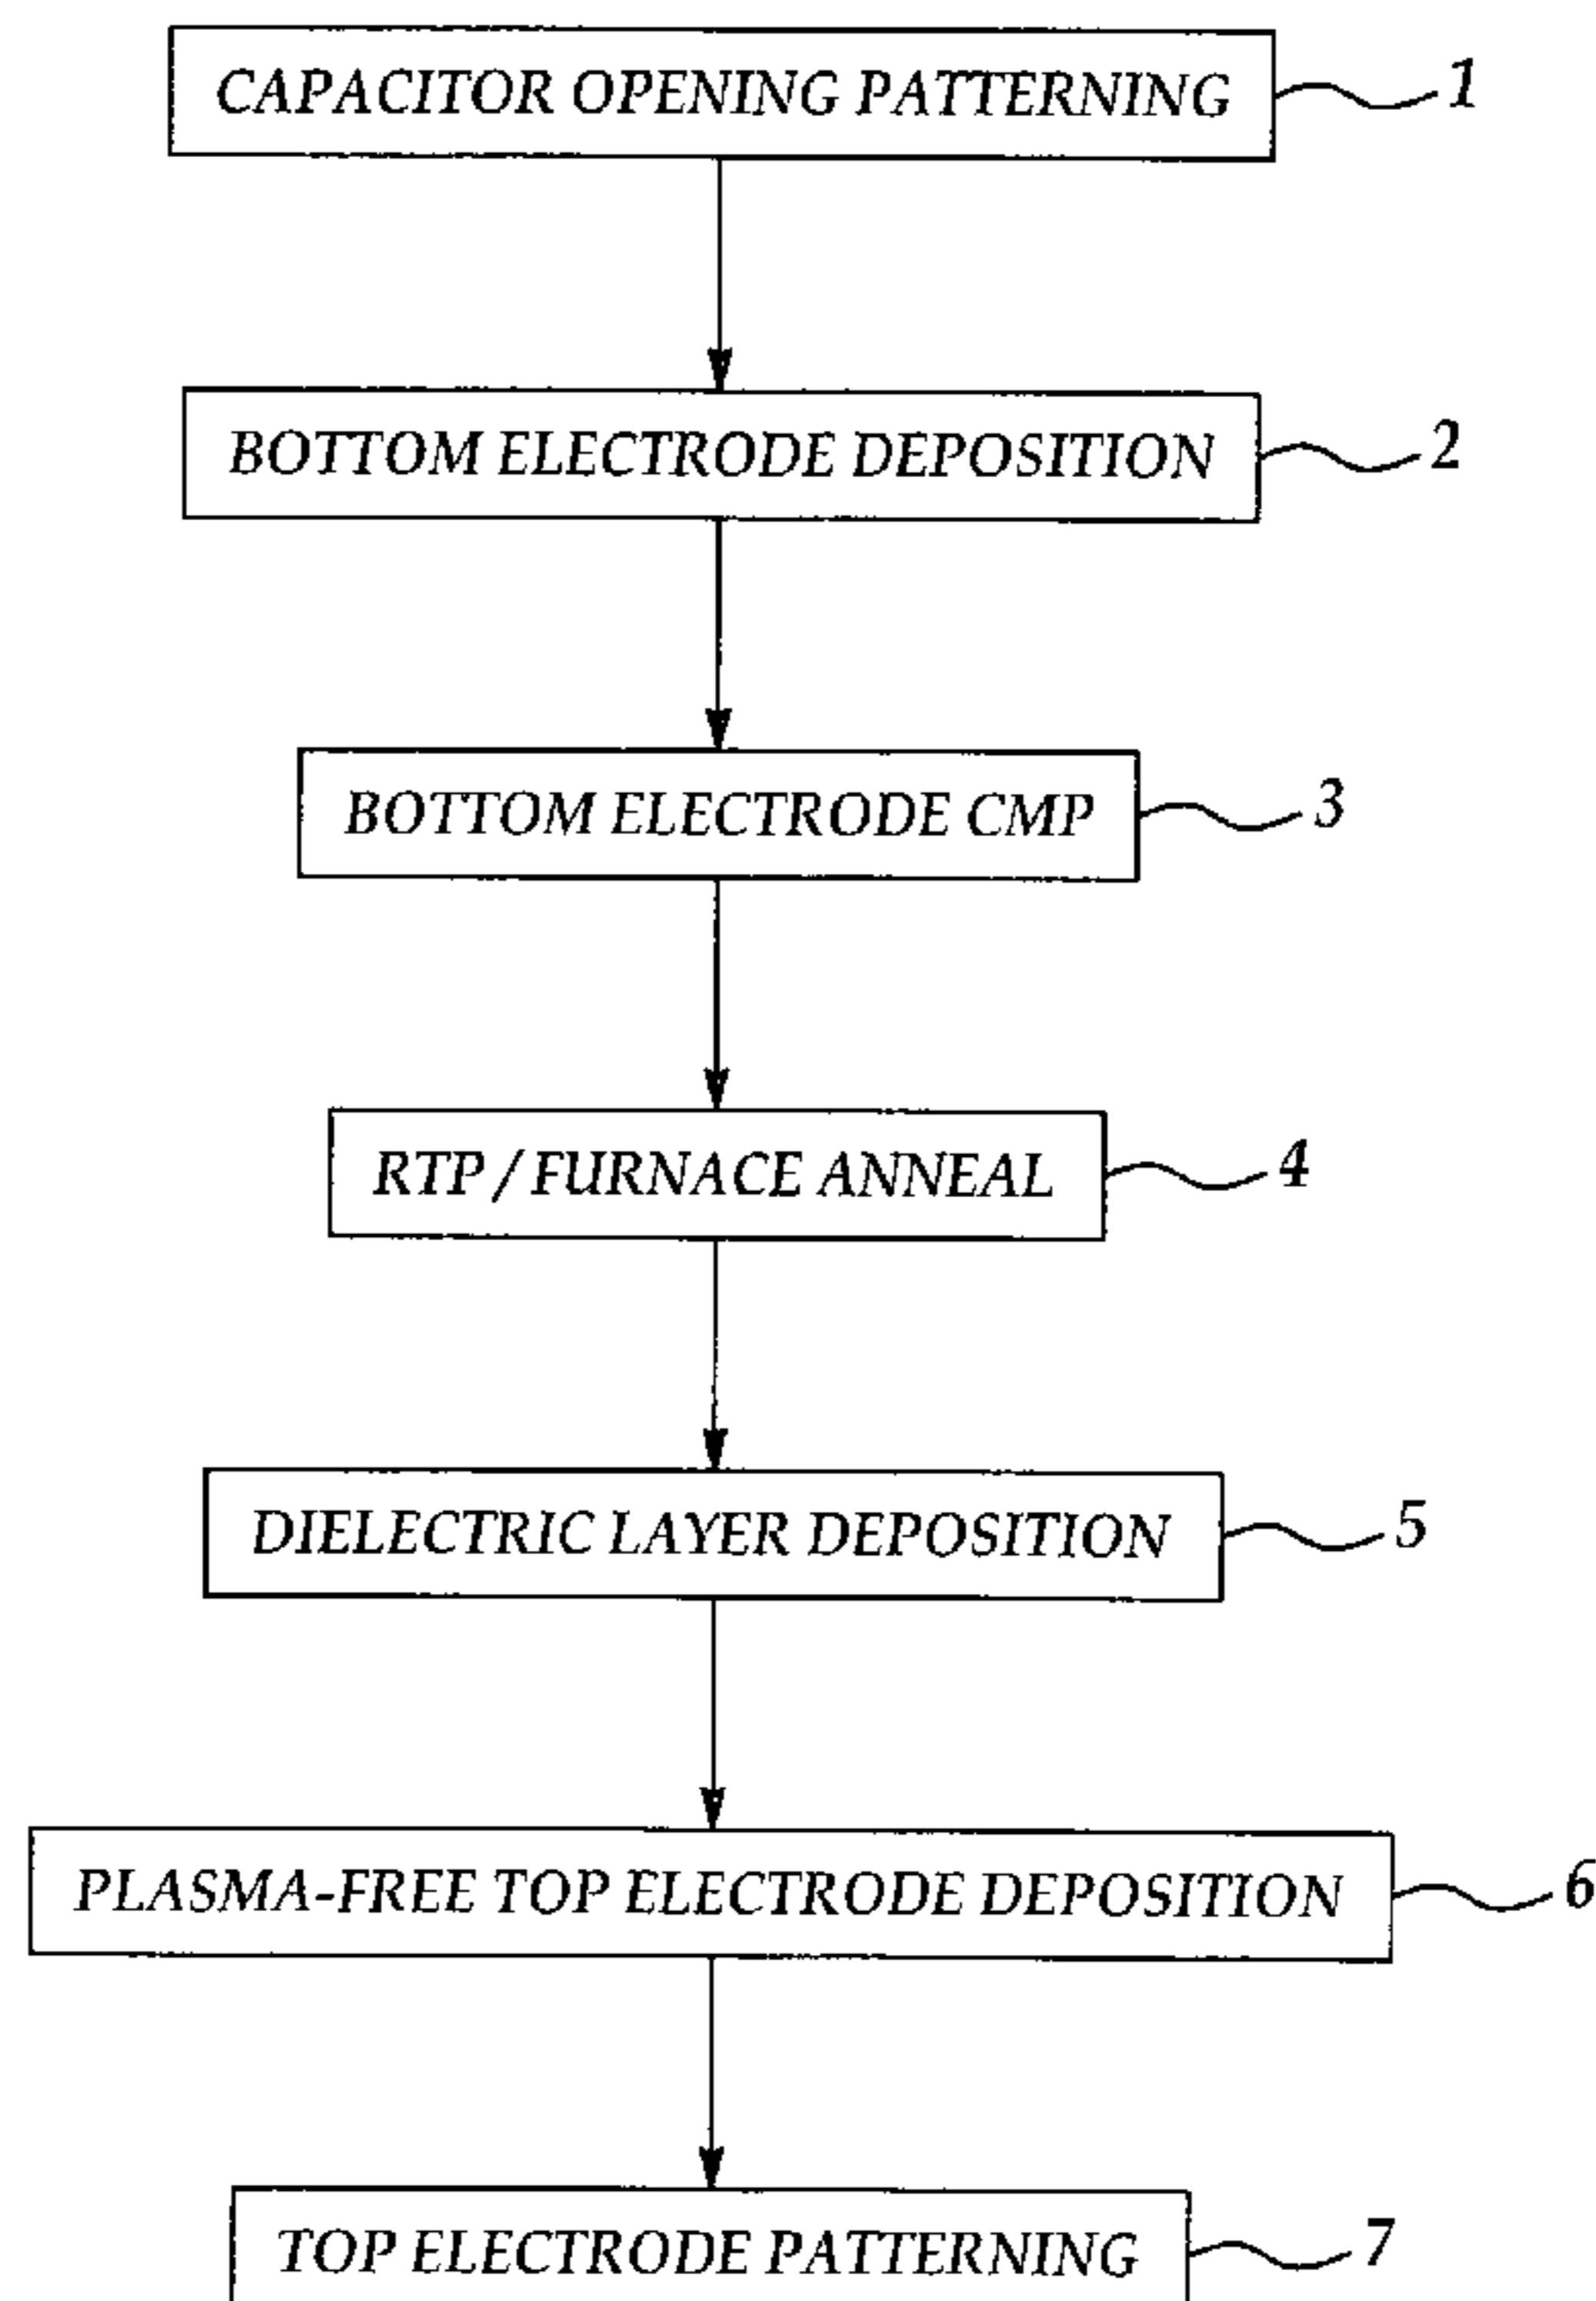 CAPACITOR OPENING PATTERNING 1
BOTTOM ELECTRODE DEPOSITION 2
BOTTOM ELECTRODE CMP 3
RTP/FURNACE ANNEAL 4
DIELECTRIC LAYER DEPOSITION 5
PLASMA-FREE TOP ELECTRODE DEPOSITION 6
TOP ELECTRODE PATTERNING 7